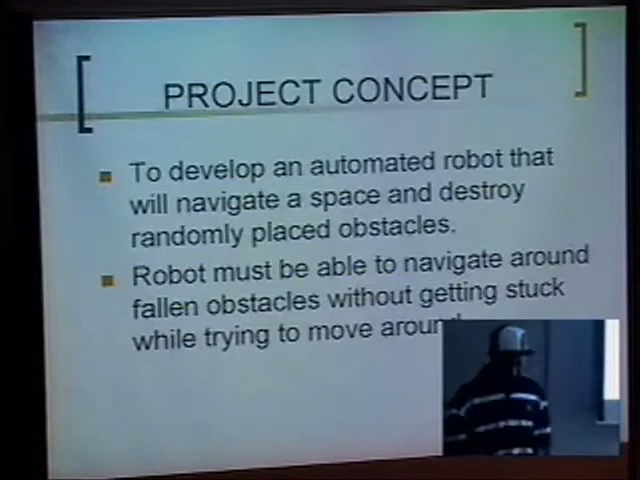 PROJECT CONCEPT
To develop an automated robot that
will navigate a space and destroy
randomly placed obstacles.
Robot must be able to navigate around
fallen obstacles without getting stuck
while trying to move around